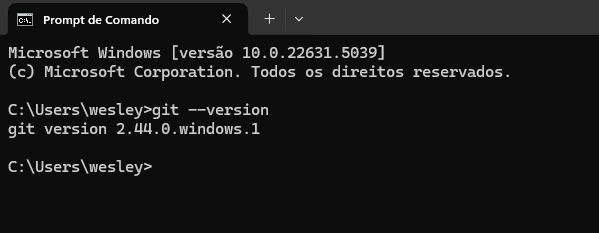 Prompt de Comando
Microsoft Windows [versão 10.0.22631.5039]
(c) Microsoft Corporation. Todos os direitos reservados.
C:\Users\wesley>git --version
git version 2.44.0.windows.1
C:\Users\wesley>